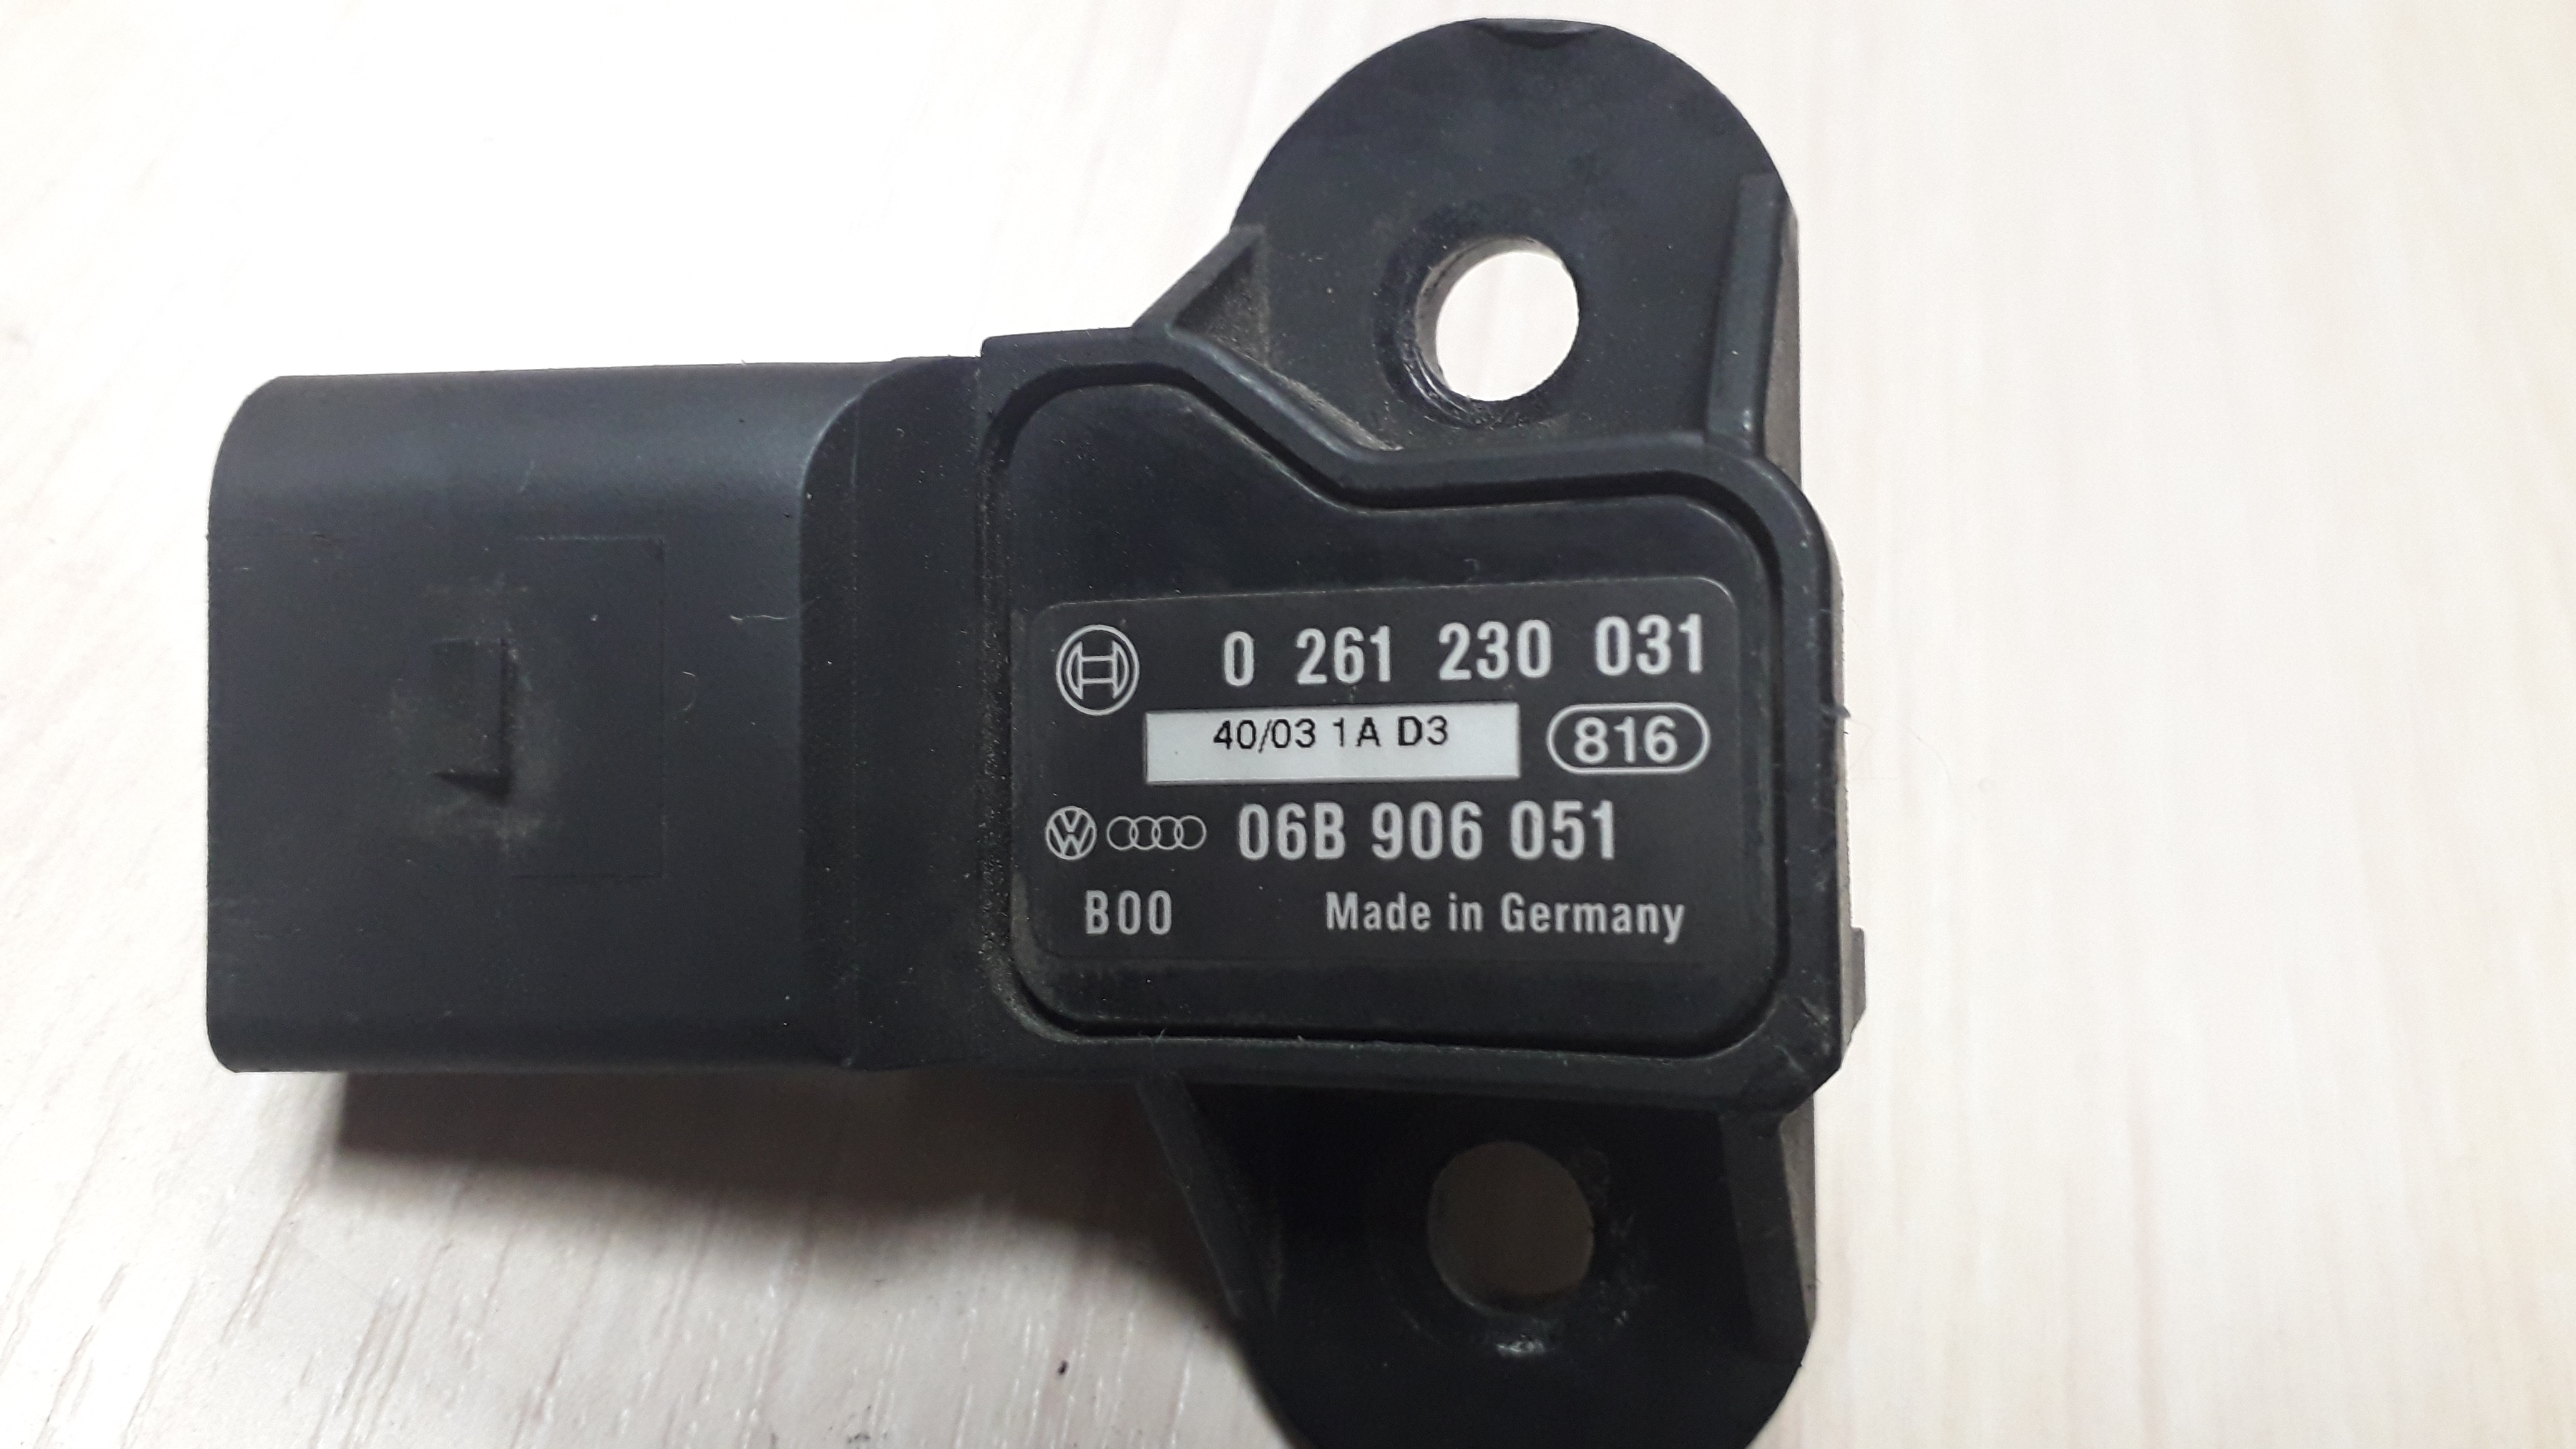 0 261 230 031
40/03 1A D3 816
06B 906 051
B00 Made in Germany